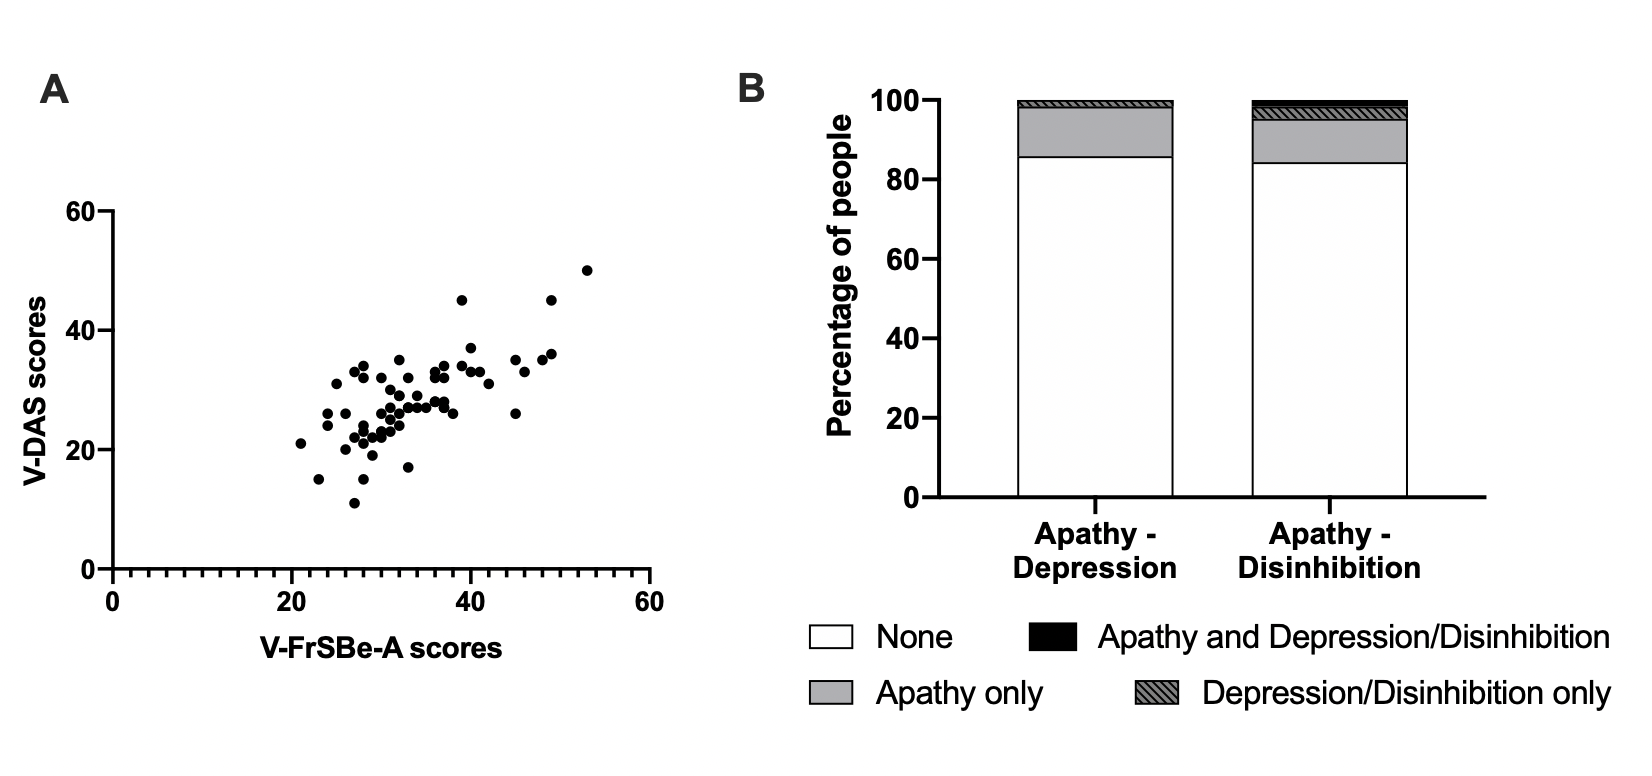 A
60
40
20
0
0
20
40
60
V-DAS scores
V-FrSBe-A scores
B
100
80
60
40
20
0
Percentage of people
Apathy -
Depression
Apathy -
Disinhibition
None
Apathy and Depression/Disinhibition
Apathy only
Depression/Disinhibition only